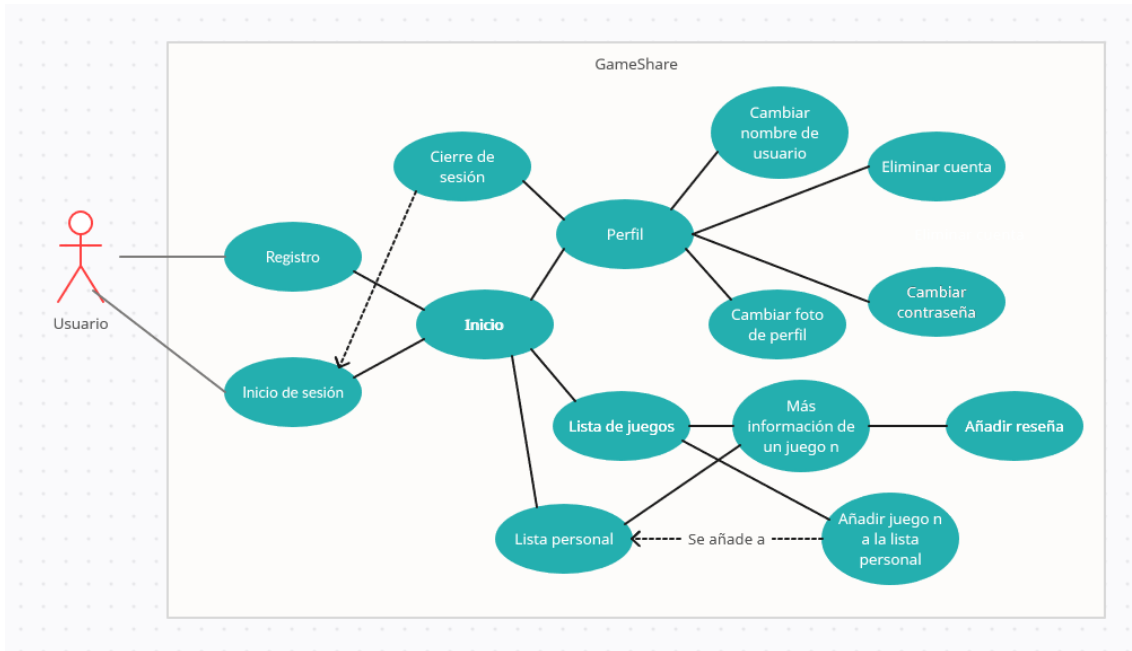 GameShare
Cambiar
nombre de
usuario
Cierre de
sesión
Eliminar cuenta
Perfil
Registro
Cambiar
contraseña
Inicio
Cambiar foto
de perfil
Usuario
Inicio de sesión
Más
información de
un juego n
Lista de juegos
Añadir reseña
Añadir juego n
a la lista
personal
Lista personal
Se añade a